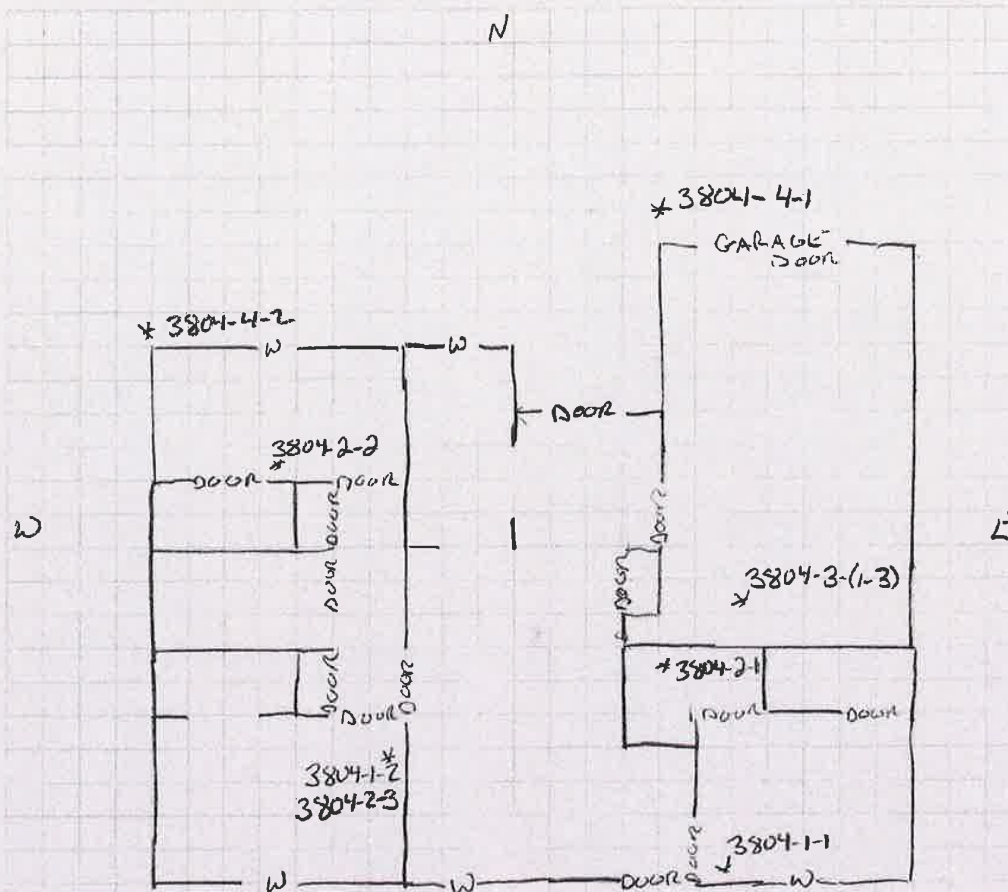 N
* 3804-4-1
GARAGE
DOOR
* 3804-4-2
W
W
DOOR
* 3804-2-2
DOOR
DOOR
DOOR
DOOR
W
DOOR
DOOR
* 3804-3-(1-3)
DOOR
DOOR
* 3804-2-1
DOOR
DOOR
DOOR
DOOR
* 3804-1-2
3804-2-3
DOOR
* 3804-1-1
W
W
DOOR
W